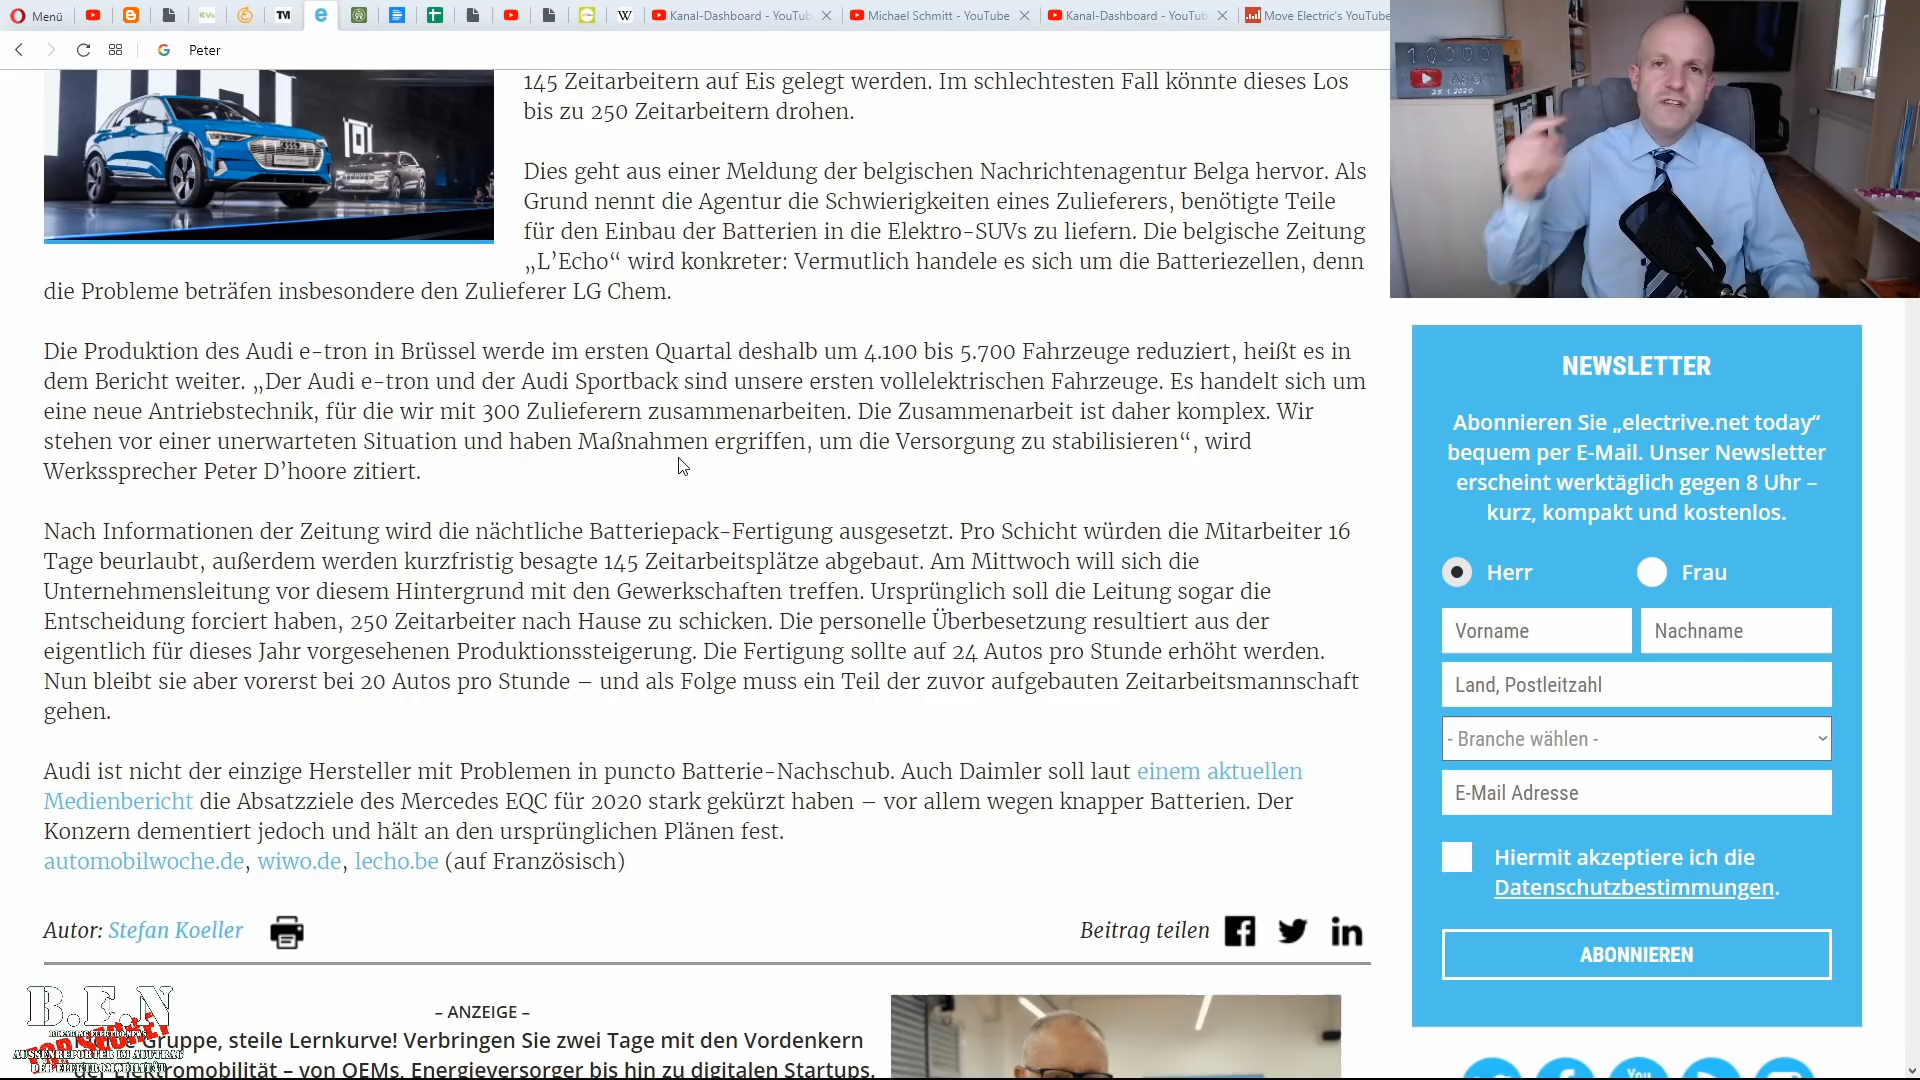 Menü
TM
Kanal-Dashboard - YouTub
Michael Schmitt - YouTube
Kanal-Dashboard - YouTub
Move Electric's YouTube
Peter
10000
ABOS
25.1.2020
145 Zeitarbeitern auf Eis gelegt werden. Im schlechtesten Fall könnte dieses Los
bis zu 250 Zeitarbeitern drohen.
Dies geht aus einer Meldung der belgischen Nachrichtenagentur Belga hervor. Als
Grund nennt die Agentur die Schwierigkeiten eines Zulieferers, benötigte Teile
für den Einbau der Batterien in die Elektro-SUVs zu liefern. Die belgische Zeitung
„L’Echo“ wird konkreter: Vermutlich handele es sich um die Batteriezellen, denn
die Probleme beträfen insbesondere den Zulieferer LG Chem.
Die Produktion des Audi e-tron in Brüssel werde im ersten Quartal deshalb um 4.100 bis 5.700 Fahrzeuge reduziert, heißt es in
dem Bericht weiter. „Der Audi e-tron und der Audi Sportback sind unsere ersten vollelektrischen Fahrzeuge. Es handelt sich um
eine neue Antriebstechnik, für die wir mit 300 Zulieferern zusammenarbeiten. Die Zusammenarbeit ist daher komplex. Wir
stehen vor einer unerwarteten Situation und haben Maßnahmen ergriffen, um die Versorgung zu stabilisieren“, wird
Werkssprecher Peter D’hoore zitiert.
Nach Informationen der Zeitung wird die nächtliche Batteriepack-Fertigung ausgesetzt. Pro Schicht würden die Mitarbeiter 16
Tage beurlaubt, außerdem werden kurzfristig besagte 145 Zeitarbeitsplätze abgebaut. Am Mittwoch will sich die
Unternehmensleitung vor diesem Hintergrund mit den Gewerkschaften treffen. Ursprünglich soll die Leitung sogar die
Entscheidung forciert haben, 250 Zeitarbeiter nach Hause zu schicken. Die personelle Überbesetzung resultiert aus der
eigentlich für dieses Jahr vorgesehenen Produktionssteigerung. Die Fertigung sollte auf 24 Autos pro Stunde erhöht werden.
Nun bleibt sie aber vorerst bei 20 Autos pro Stunde – und als Folge muss ein Teil der zuvor aufgebauten Zeitarbeitsmannschaft
gehen.
Audi ist nicht der einzige Hersteller mit Problemen in puncto Batterie-Nachschub. Auch Daimler soll laut einem aktuellen
Medienbericht die Absatzziele des Mercedes EQC für 2020 stark gekürzt haben – vor allem wegen knapper Batterien. Der
Konzern dementiert jedoch und hält an den ursprünglichen Plänen fest.
automobilwoche.de, wiwo.de, lecho.be (auf Französisch)
Autor: Stefan Koeller
Beitrag teilen
– ANZEIGE –
Gruppe, steile Lernkurve! Verbringen Sie zwei Tage mit den Vordenkern
der Elektromobilität – von OEMs, Energieversorger bis hin zu digitalen Startups.
B.E.N
TOP SECRET
AUSSENREPORTER IM AUFTRAG
DER ELEKTROMOBILITÄT
NEWSLETTER
Abonnieren Sie „electrive.net today“
bequem per E-Mail. Unser Newsletter
erscheint werktäglich gegen 8 Uhr –
kurz, kompakt und kostenlos.
Herr
Frau
Vorname
Nachname
Land, Postleitzahl
- Branche wählen -
E-Mail Adresse
Hiermit akzeptiere ich die
Datenschutzbestimmungen.
ABONNIEREN
You